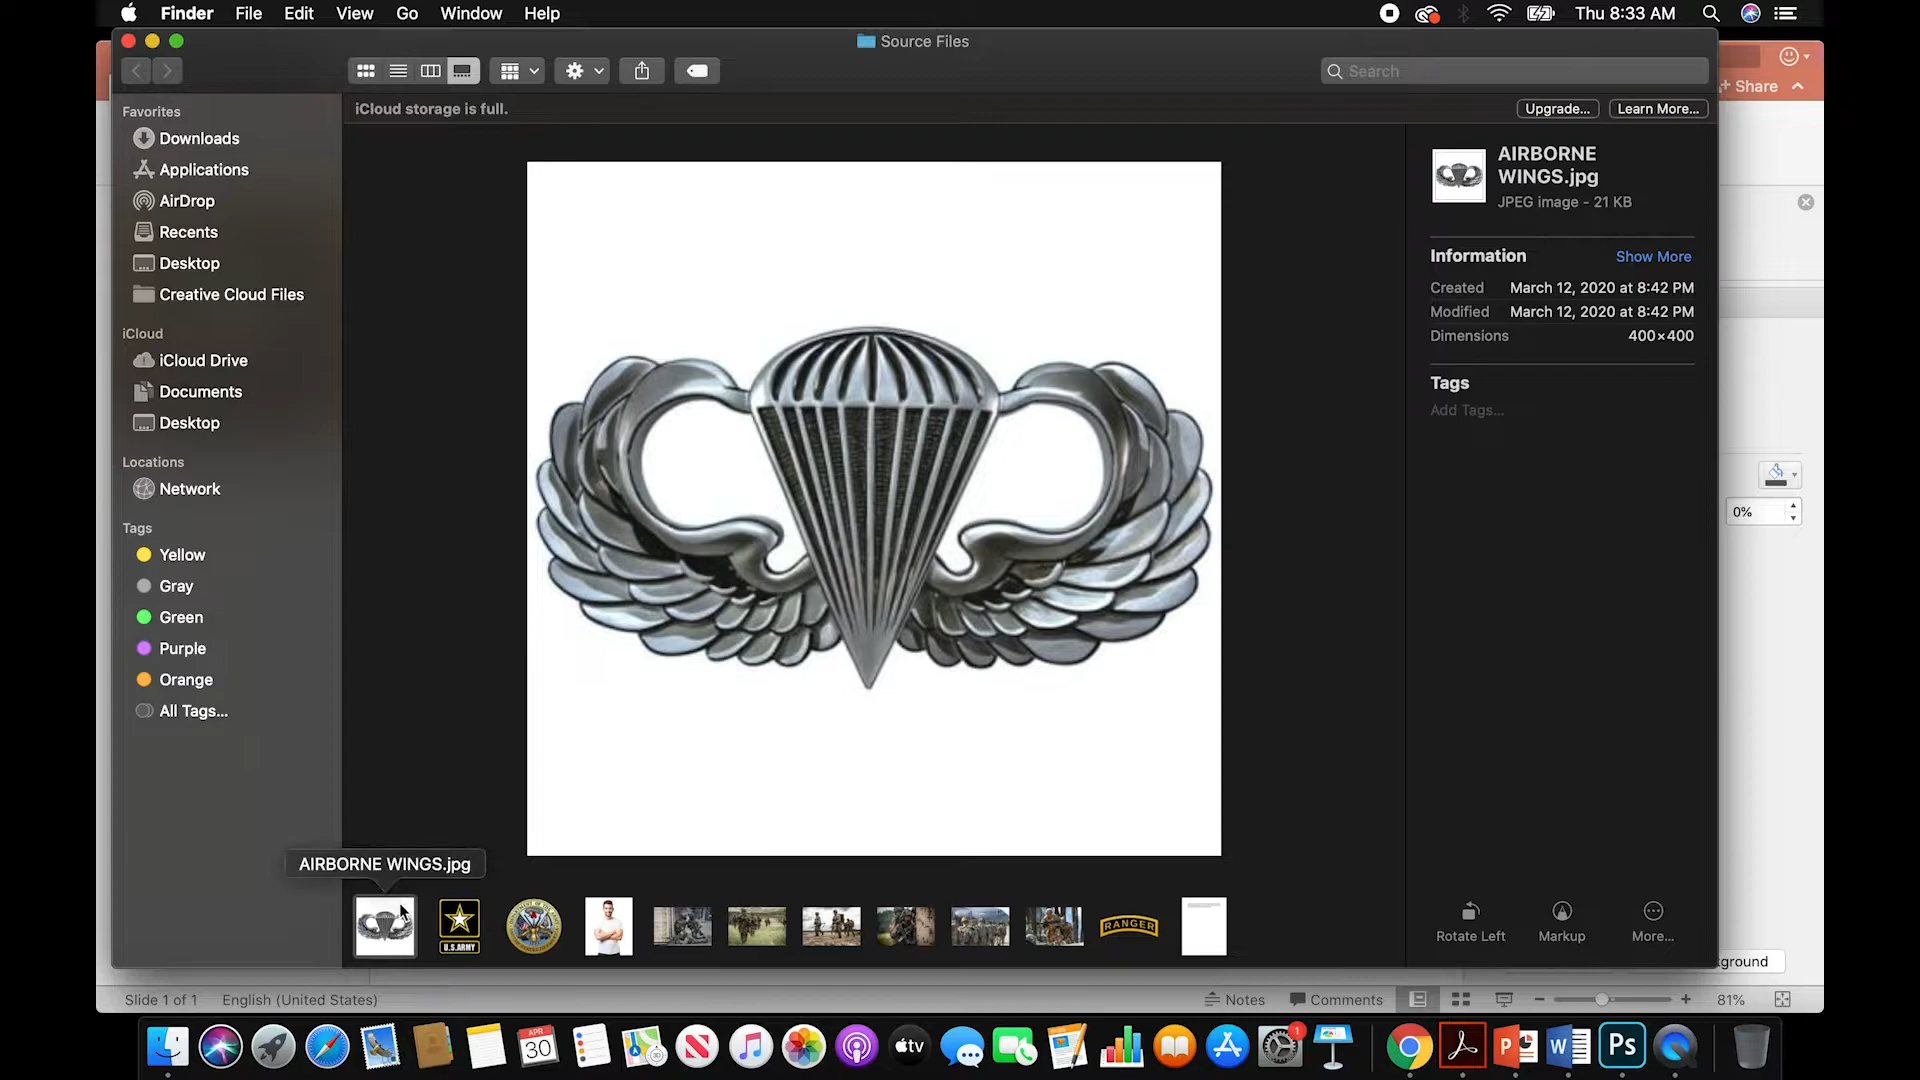 Finder File Edit View Go Window Help
Thu 8:33 AM
Source Files
Search
Share
iCloud storage is full.
Upgrade...
Learn More...
Favorites
Downloads
Applications
AirDrop
Recents
Desktop
Creative Cloud Files
iCloud
iCloud Drive
Documents
Desktop
Locations
Network
Tags
Yellow
Gray
Green
Purple
Orange
All Tags...
AIRBORNE
WINGS.jpg
JPEG image - 21 KB
Information Show More
Created March 12, 2020 at 8:42 PM
Modified March 12, 2020 at 8:42 PM
Dimensions 400×400
Tags
Add Tags...
0%
AIRBORNE WINGS.jpg
U.S.ARMY
RANGER
Rotate Left
Markup
More...
ground
Slide 1 of 1
English (United States)
Notes
Comments
81%
APR
30
tv
1
P
W
Ps